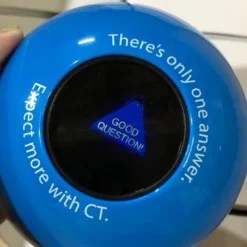 There's only one answer.
GOOD
QUESTION!
Expect more with CT.